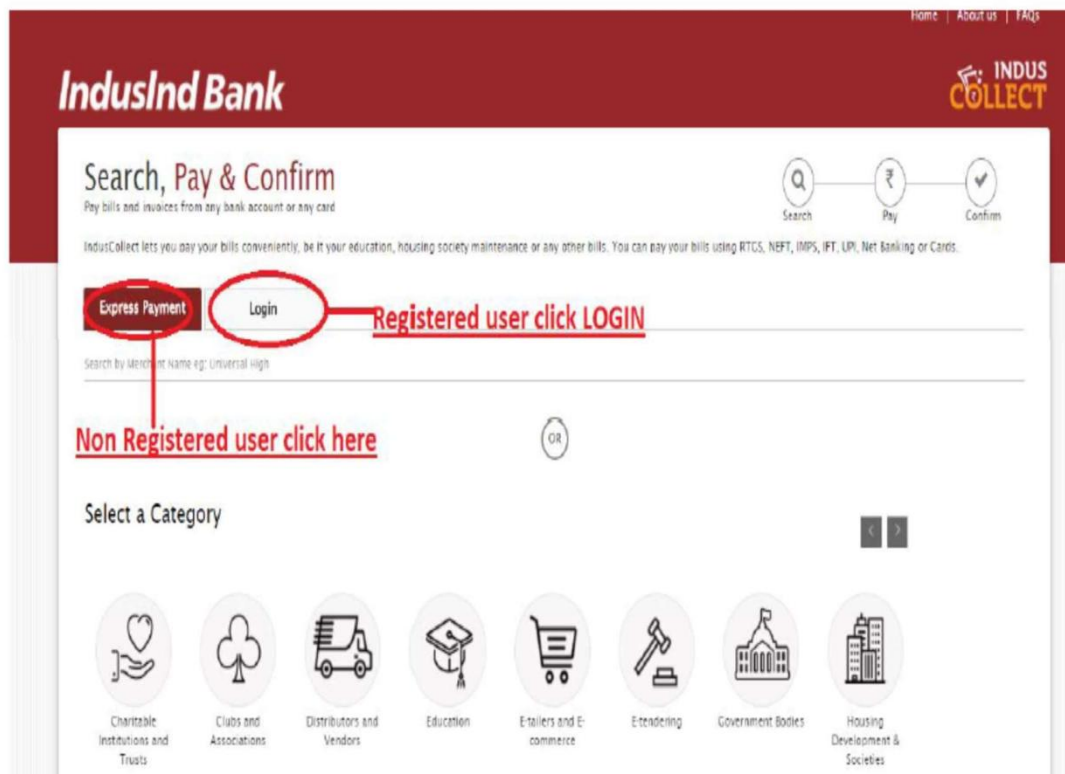 Home | About us | FAQs
IndusInd Bank
INDUS
COLLECT
Search, Pay & Confirm
Pay bills and invoices from any bank account or any card
Search
Pay
Confirm
IndusCollect lets you pay your bills conveniently, be it your education, housing society maintenance or any other bills. You can pay your bills using RTGS, NEFT, IMPS, IFT, UPI, Net Banking or Cards.
Express Payment
Login
Registered user click LOGIN
Search by Merchant Name eg: Universal High
Non Registered user click here
OR
Select a Category
< >
Charitable
Institutions and
Trusts
Clubs and
Associations
Distributors and
Vendors
Education
E-tailers and E-
commerce
E-tendering
Government Bodies
Housing
Development &
Societies